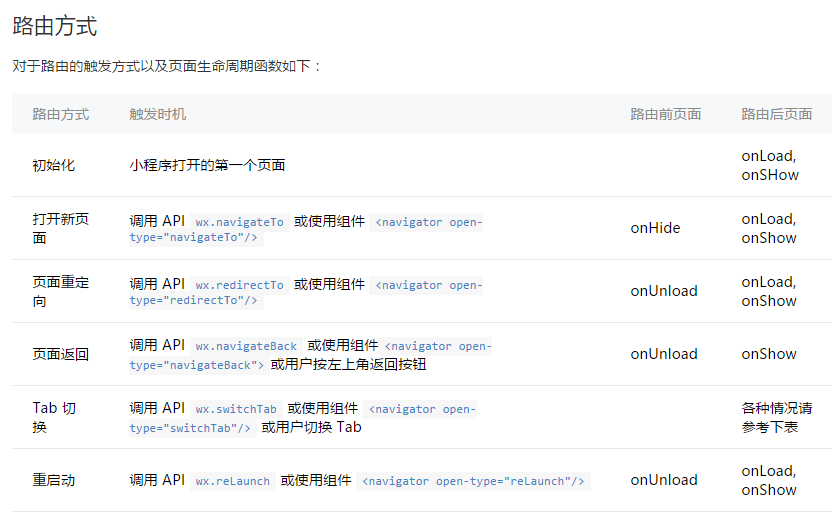 路由方式
对于路由的触发方式以及页面生命周期函数如下：
路由方式 触发时机 路由前页面 路由后页面
初始化 小程序打开的第一个页面 onLoad,
onSHow
打开新页 调用 API wx.navigateTo 或使用组件 <navigator open- onHide onLoad,
面 type="navigateTo"/> onShow
页面重定 调用 API wx.redirectTo 或使用组件 <navigator open- onUnload onLoad,
向 type="redirectTo"/> onShow
页面返回 调用 API wx.navigateBack 或使用组件 <navigator open- onUnload onShow
type="navigateBack"> 或用户按左上角返回按钮
Tab 切 调用 API wx.switchTab 或使用组件 <navigator open- 各种情况请
换 type="switchTab"/> 或用户切换 Tab 参考下表
重启动 调用 API wx.reLaunch 或使用组件 <navigator open-type="reLaunch"/> onUnload onLoad,
onShow